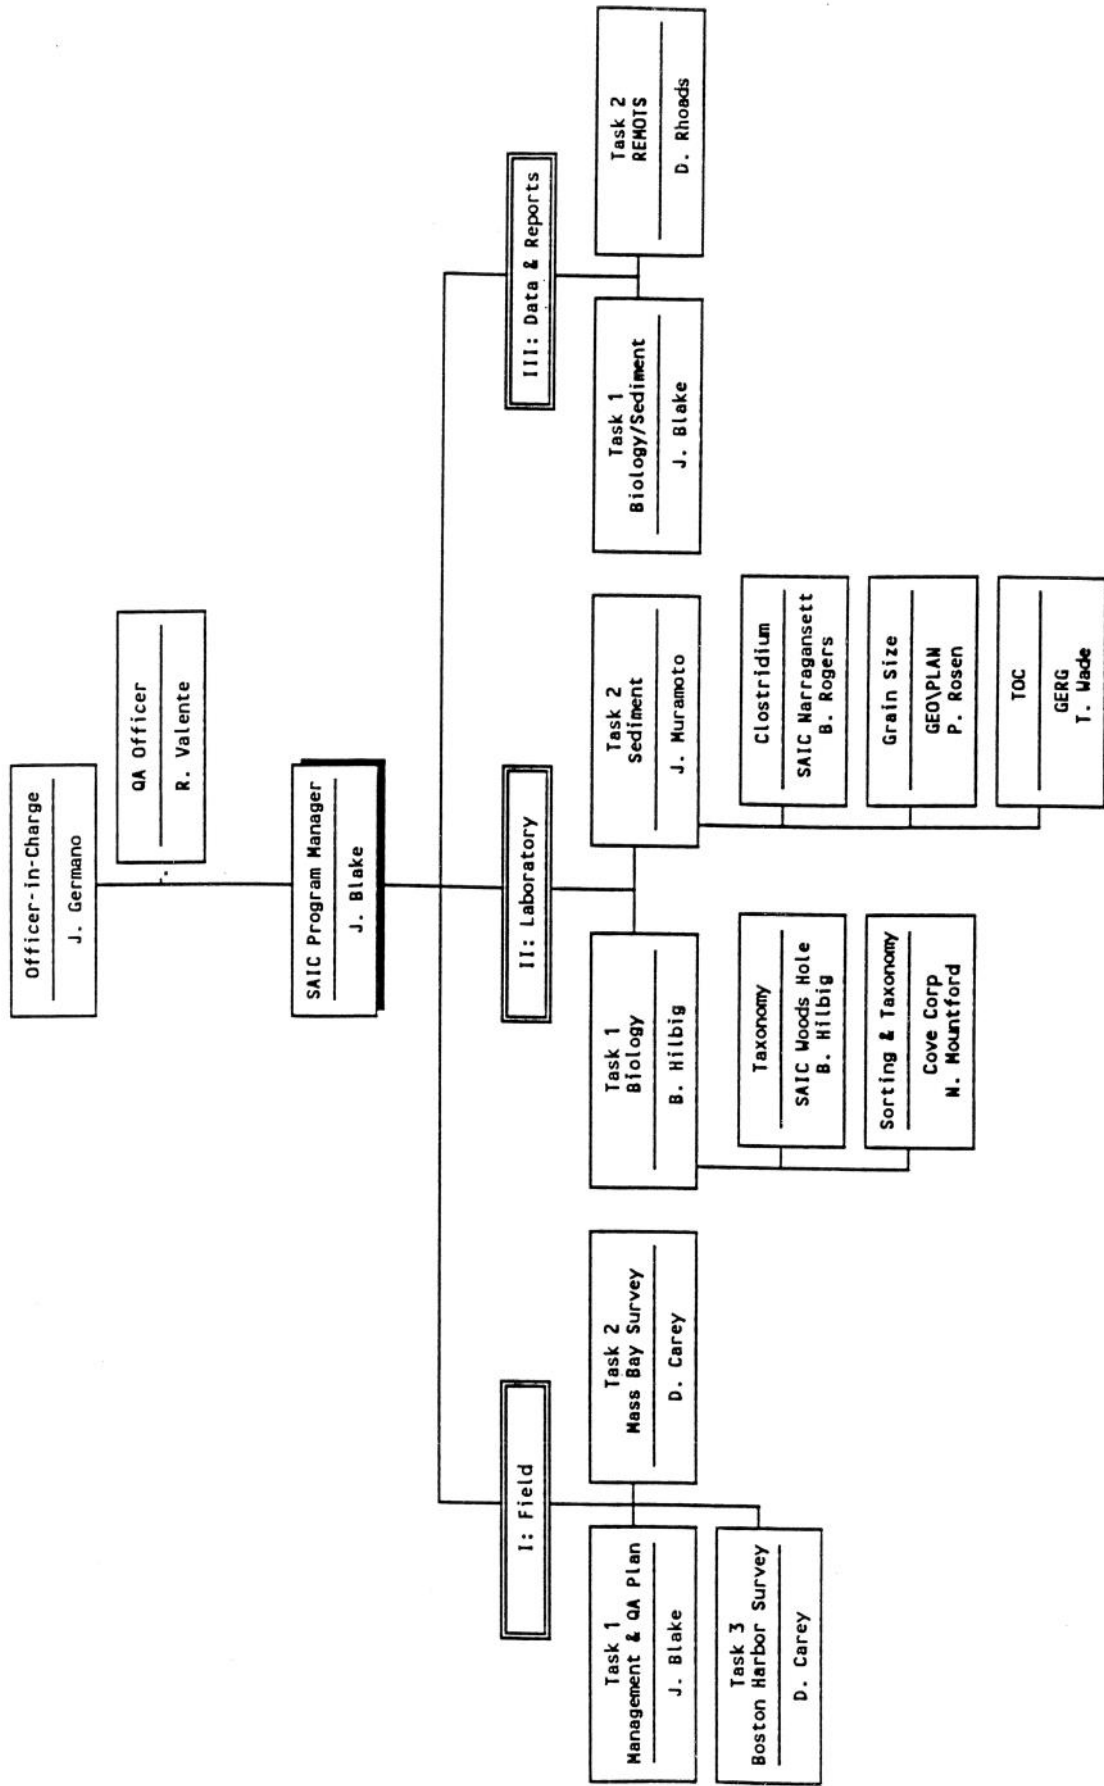 Officer-in-Charge
J. Germano
QA Officer
R. Valente
SAIC Program Manager
J. Blake
I: Field
II: Laboratory
III: Data & Reports
Task 1
Management & QA Plan
J. Blake
Task 2
Mass Bay Survey
D. Carey
Task 3
Boston Harbor Survey
D. Carey
Task 1
Biology
B. Hilbig
Taxonomy
SAIC Woods Hole
B. Hilbig
Sorting & Taxonomy
Cove Corp
N. Mountford
Task 2
Sediment
J. Muramoto
Clostridium
SAIC Narragansett
B. Rogers
Grain Size
GEO\PLAN
P. Rosen
TOC
GERG
T. Wade
Task 1
Biology/Sediment
J. Blake
Task 2
REMOTS
D. Rhoads